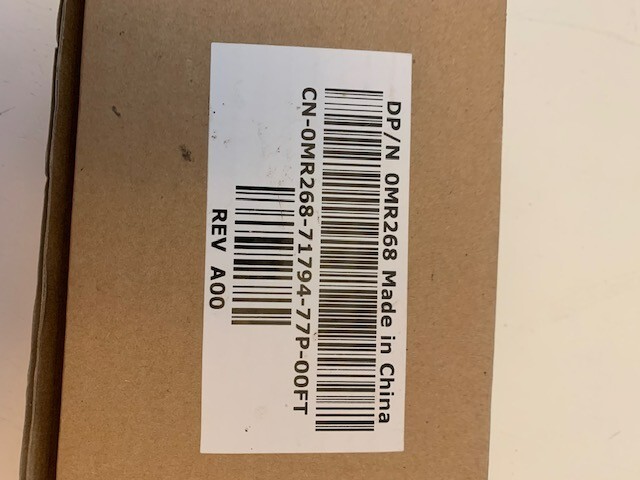 DP/N 0MR268 Made in China
CN-0MR268-71794-77P-00FT
REV A00